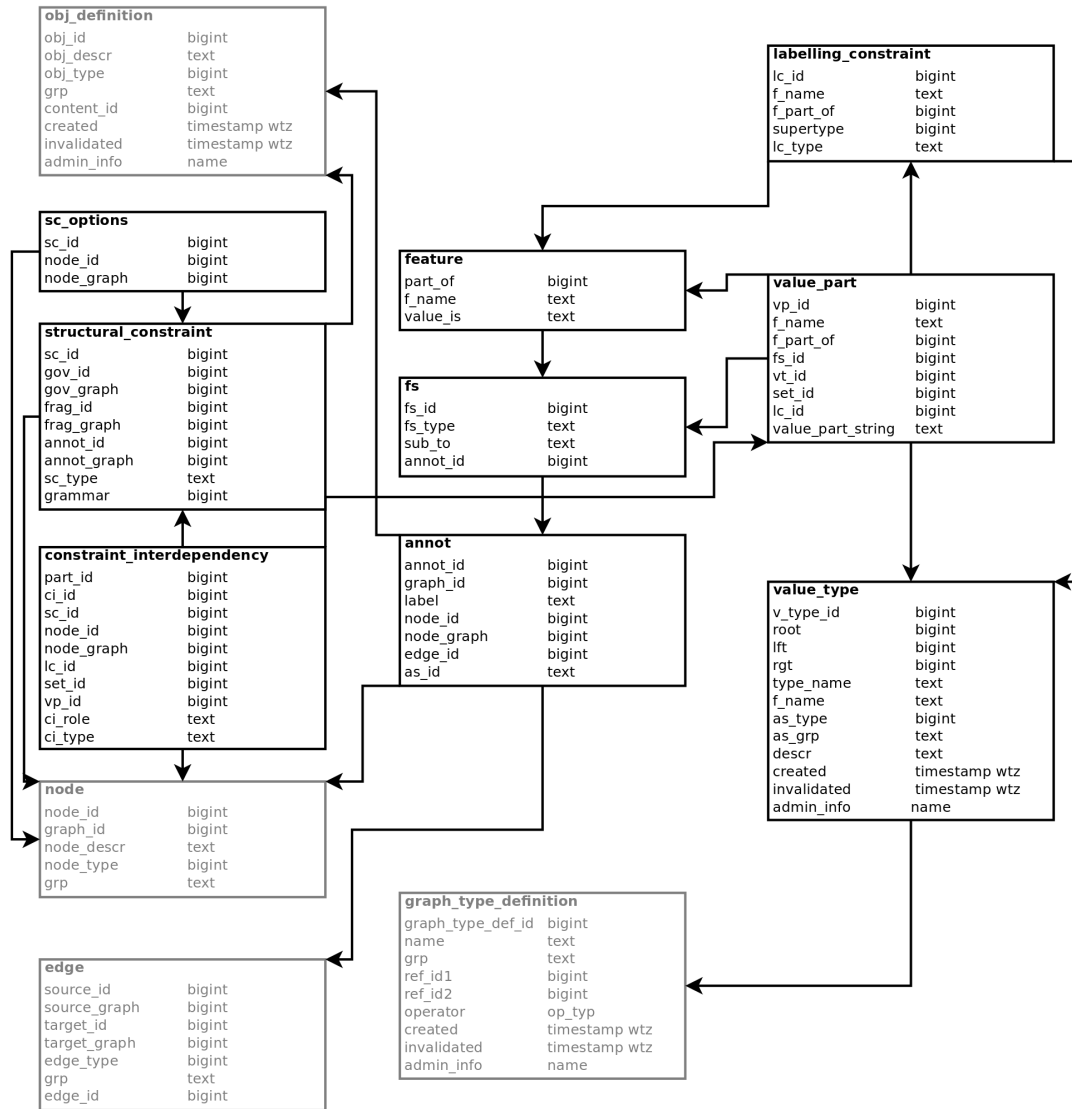 obj_definition
obj_id bigint
obj_descr text
obj_type bigint
grp text
content_id bigint
created timestamp wtz
invalidated timestamp wtz
admin_info name
labelling_constraint
lc_id bigint
f_name text
f_part_of bigint
supertype bigint
lc_type text
sc_options
sc_id bigint
node_id bigint
node_graph bigint
feature
part_of bigint
f_name text
value_is text
value_part
vp_id bigint
f_name text
f_part_of bigint
fs_id bigint
vt_id bigint
set_id bigint
lc_id bigint
value_part_string text
structural_constraint
sc_id bigint
gov_id bigint
gov_graph bigint
frag_id bigint
frag_graph bigint
annot_id bigint
annot_graph bigint
sc_type text
grammar bigint
fs
fs_id bigint
fs_type text
sub_to text
annot_id bigint
constraint_interdependency
part_id bigint
ci_id bigint
sc_id bigint
node_id bigint
node_graph bigint
lc_id bigint
set_id bigint
vp_id bigint
ci_role text
ci_type text
annot
annot_id bigint
graph_id bigint
label text
node_id bigint
node_graph bigint
edge_id bigint
as_id text
value_type
v_type_id bigint
root bigint
lft bigint
rgt bigint
type_name text
f_name text
as_type bigint
as_grp text
descr text
created timestamp wtz
invalidated timestamp wtz
admin_info name
node
node_id bigint
graph_id bigint
node_descr text
node_type bigint
grp text
graph_type_definition
graph_type_def_id bigint
name text
grp text
ref_id1 bigint
ref_id2 bigint
operator op_typ
created timestamp wtz
invalidated timestamp wtz
admin_info name
edge
source_id bigint
source_graph bigint
target_id bigint
target_graph bigint
edge_type bigint
grp text
edge_id bigint